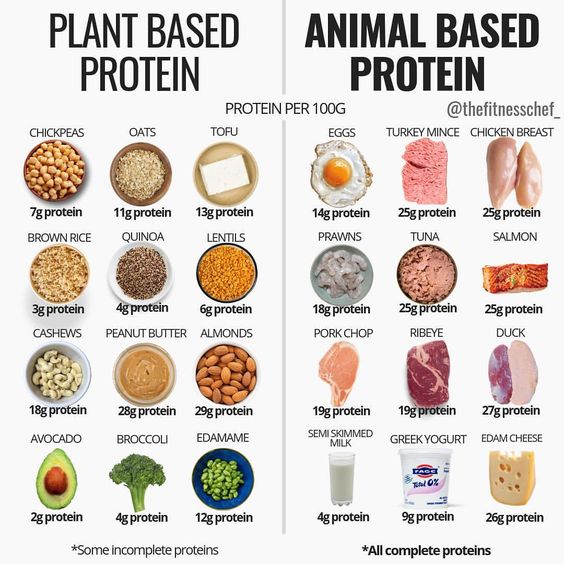 PLANT BASED
PROTEIN
ANIMAL BASED
PROTEIN
PROTEIN PER 100G
@thefitnesschef_
CHICKPEAS
OATS
TOFU
7g protein
11g protein
13g protein
BROWN RICE
QUINOA
LENTILS
3g protein
4g protein
6g protein
CASHEWS
PEANUT BUTTER
ALMONDS
18g protein
28g protein
29g protein
AVOCADO
BROCCOLI
EDAMAME
2g protein
4g protein
12g protein
*Some incomplete proteins
EGGS
TURKEY MINCE
CHICKEN BREAST
14g protein
25g protein
25g protein
PRAWNS
TUNA
SALMON
18g protein
25g protein
25g protein
PORK CHOP
RIBEYE
DUCK
19g protein
19g protein
27g protein
SEMI SKIMMED
MILK
GREEK YOGURT
EDAM CHEESE
FAGE
Total 0%
4g protein
9g protein
26g protein
*All complete proteins